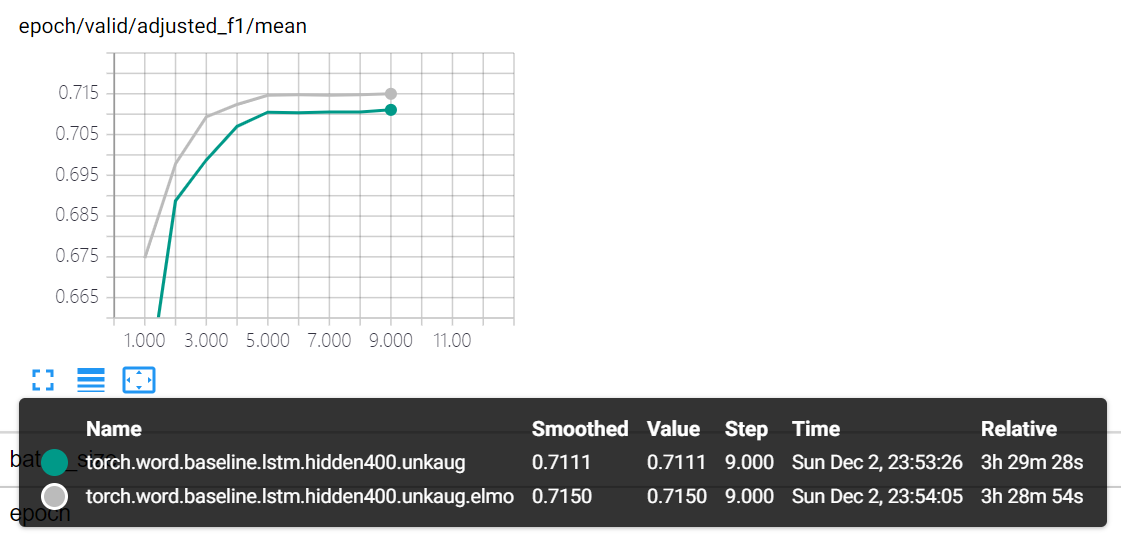 epoch/valid/adjusted_f1/mean
0.715
0.705
0.695
0.685
0.675
0.665
1.000 3.000 5.000 7.000 9.000 11.00
Name Smoothed Value Step Time Relative
torch.word.baseline.lstm.hidden400.unkaug 0.7111 0.7111 9.000 Sun Dec 2, 23:53:26 3h 29m 28s
torch.word.baseline.lstm.hidden400.unkaug.elmo 0.7150 0.7150 9.000 Sun Dec 2, 23:54:05 3h 28m 54s
epoch